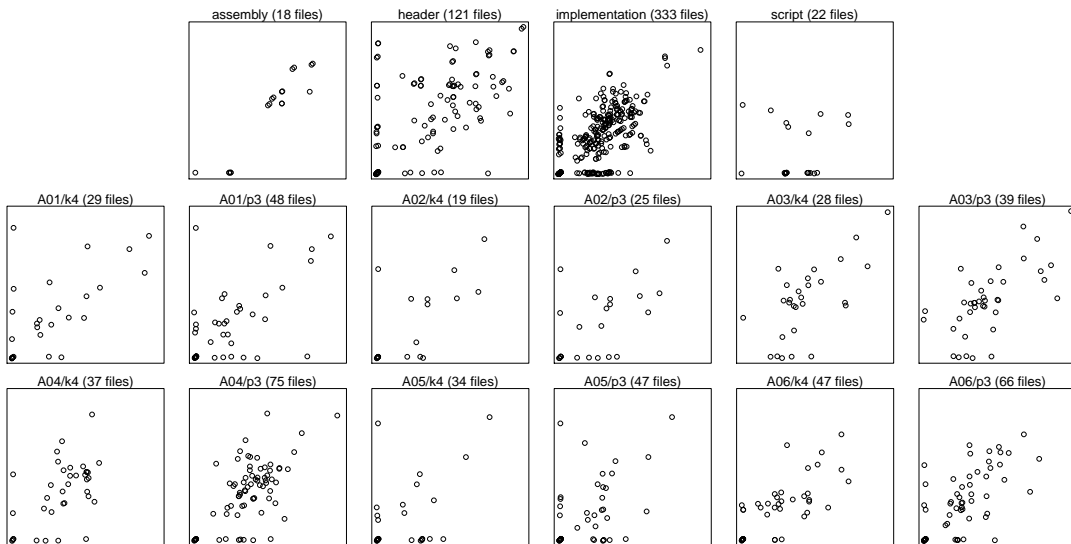 assembly (18 files) header (121 files) implementation (333 files) script (22 files)
A01/k4 (29 files) A01/p3 (48 files) A02/k4 (19 files) A02/p3 (25 files) A03/k4 (28 files) A03/p3 (39 files)
A04/k4 (37 files) A04/p3 (75 files) A05/k4 (34 files) A05/p3 (47 files) A06/k4 (47 files) A06/p3 (66 files)